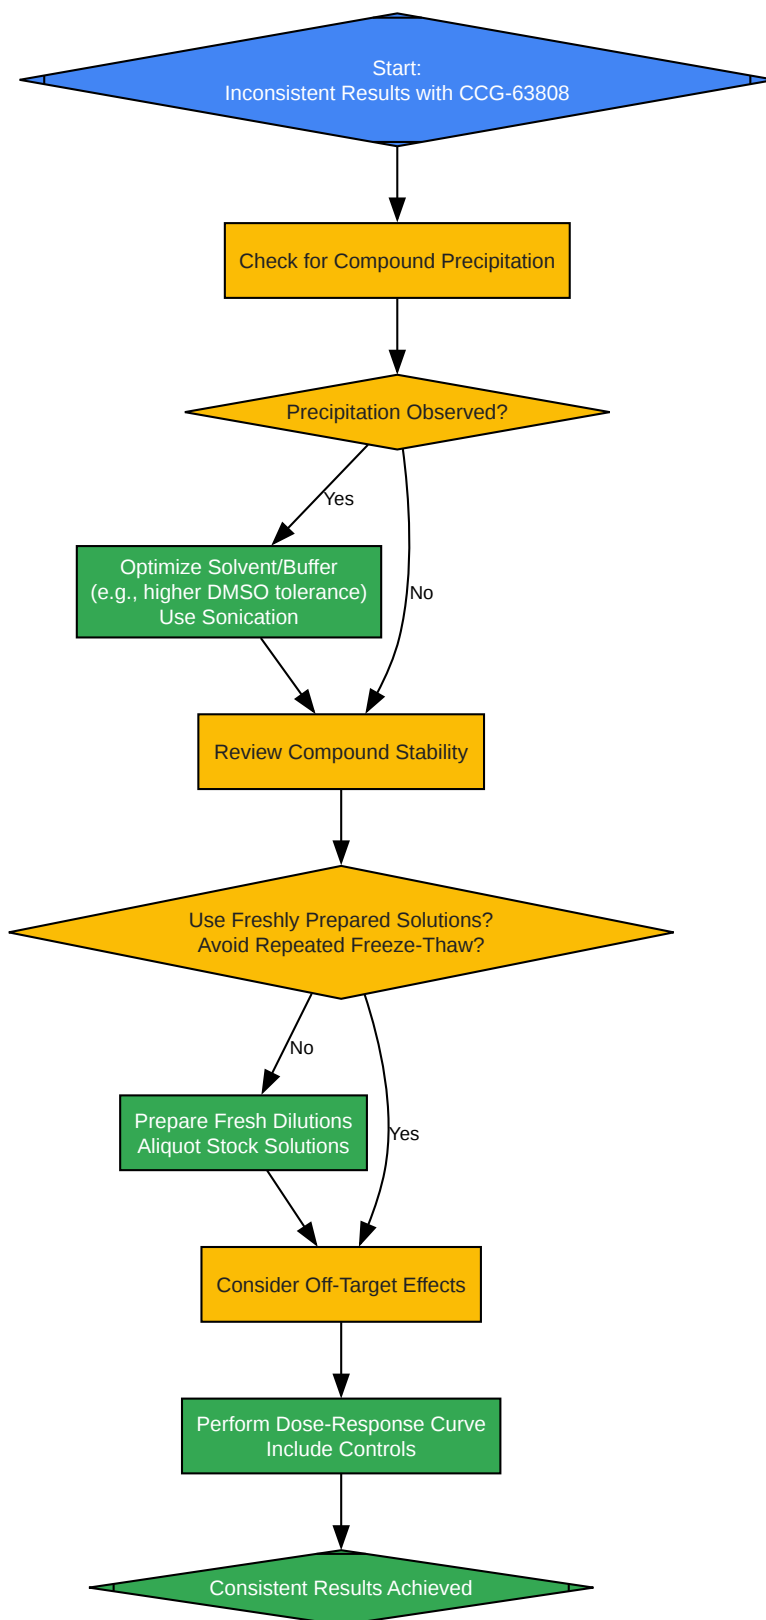 Start:
Inconsistent Results with CCG-63808
Check for Compound Precipitation
Precipitation Observed?
Yes
Optimize Solvent/Buffer
(e.g., higher DMSO tolerance)
Use Sonication
No
Review Compound Stability
Use Freshly Prepared Solutions?
Avoid Repeated Freeze-Thaw?
No
Prepare Fresh Dilutions
Aliquot Stock Solutions
Yes
Consider Off-Target Effects
Perform Dose-Response Curve
Include Controls
Consistent Results Achieved